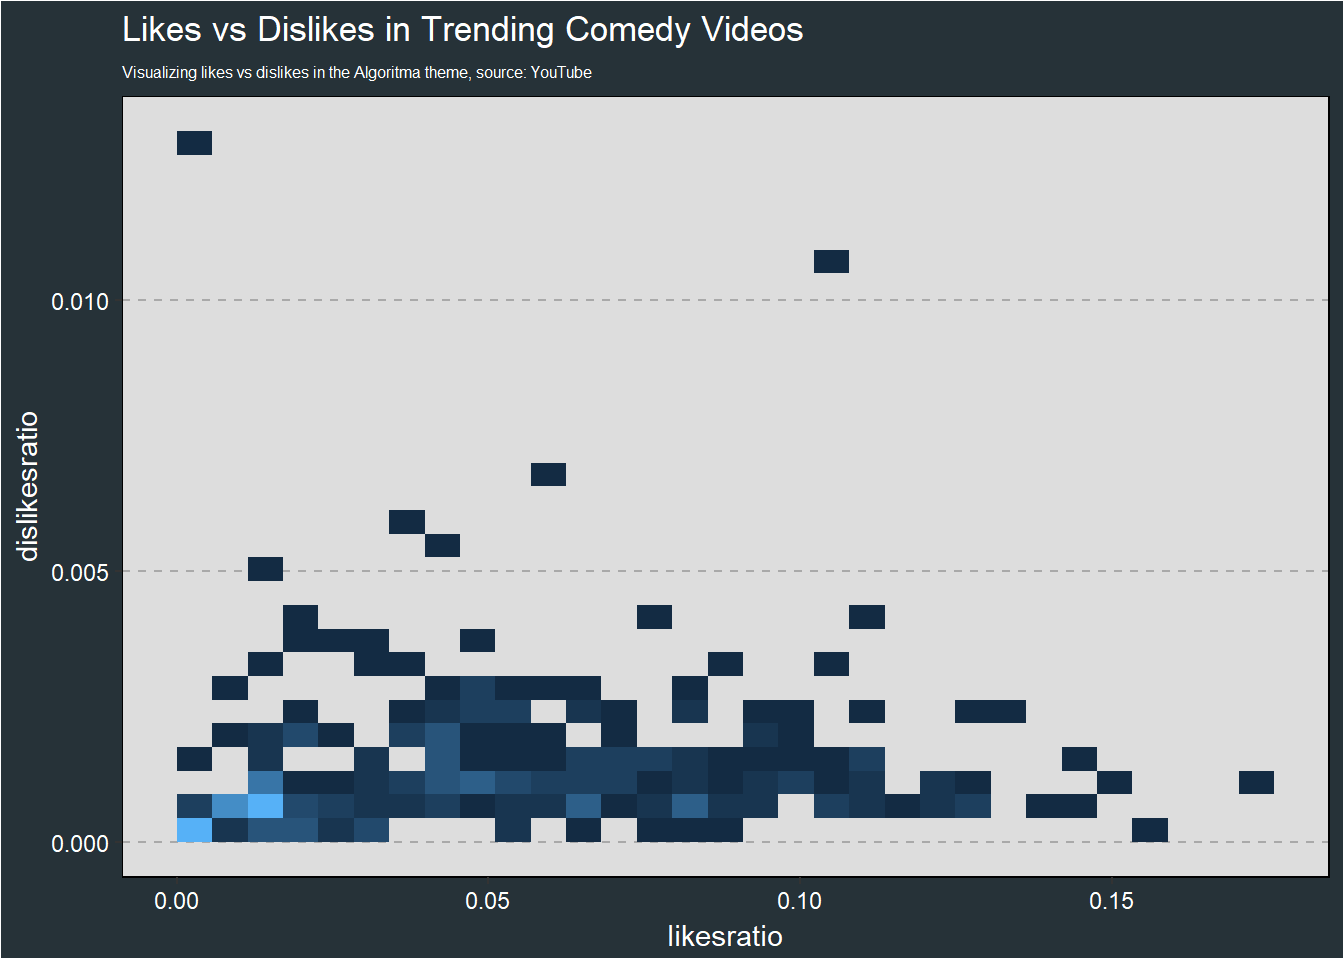 Likes vs Dislikes in Trending Comedy Videos
Visualizing likes vs dislikes in the Algoritma theme, source: YouTube
dislikesratio
0.010
0.005
0.000
0.00 0.05 0.10 0.15
likesratio